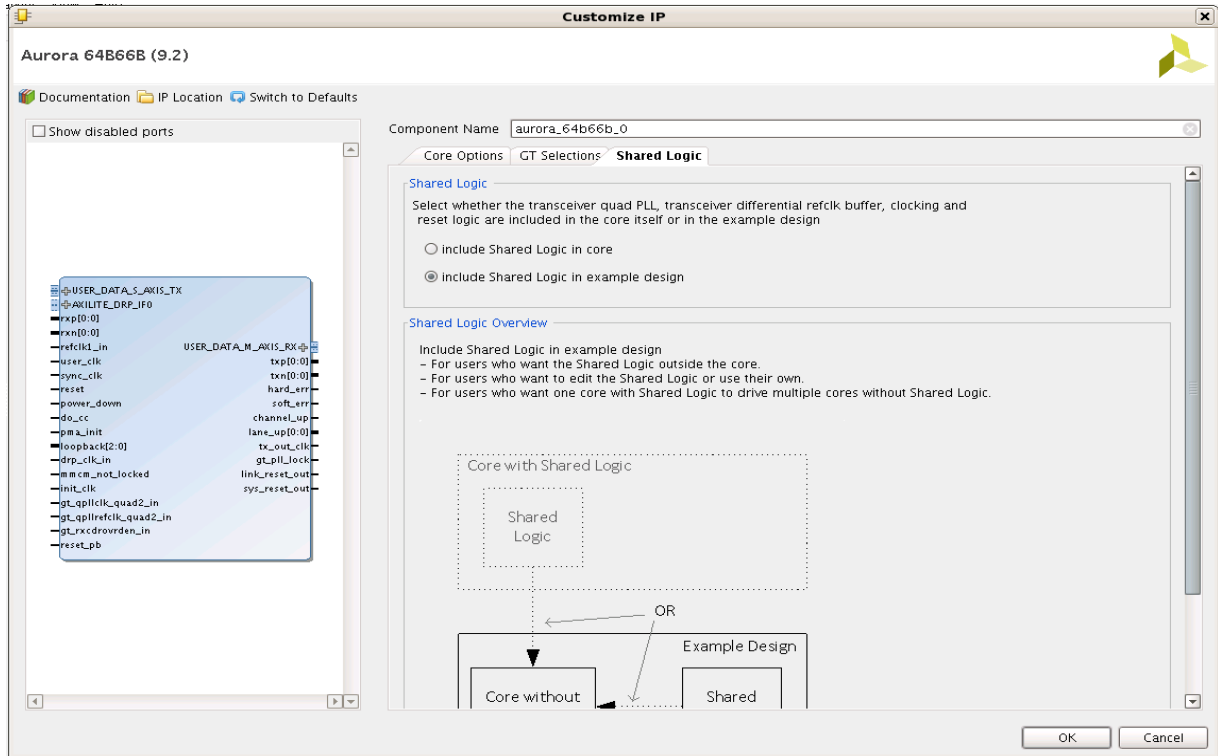 Customize IP
Aurora 64B66B (9.2)
Documentation IP Location Switch to Defaults
Show disabled ports
USER_DATA_S_AXIS_TX
AXILITE_DRP_IF0
rxp[0:0]
rxn[0:0]
refclk1_in
user_clk
sync_clk
reset
power_down
do_cc
pma_init
loopback[2:0]
drp_clk_in
mmcm_not_locked
init_clk
gt_qpllclk_quad2_in
gt_qpllrefclk_quad2_in
gt_rxcdrovrden_in
reset_pb
USER_DATA_M_AXIS_RX
txp[0:0]
txn[0:0]
hard_err
soft_err
channel_up
lane_up[0:0]
tx_out_clk
gt_pll_lock
link_reset_out
sys_reset_out
Component Name aurora_64b66b_0
Core Options GT Selections Shared Logic
Shared Logic
Select whether the transceiver quad PLL, transceiver differential refclk buffer, clocking and
reset logic are included in the core itself or in the example design
include Shared Logic in core
include Shared Logic in example design
Shared Logic Overview
Include Shared Logic in example design
- For users who want the Shared Logic outside the core.
- For users who want to edit the Shared Logic or use their own.
- For users who want one core with Shared Logic to drive multiple cores without Shared Logic.
Core with Shared Logic
Shared
Logic
OR
Example Design
Core without
Shared
OK Cancel